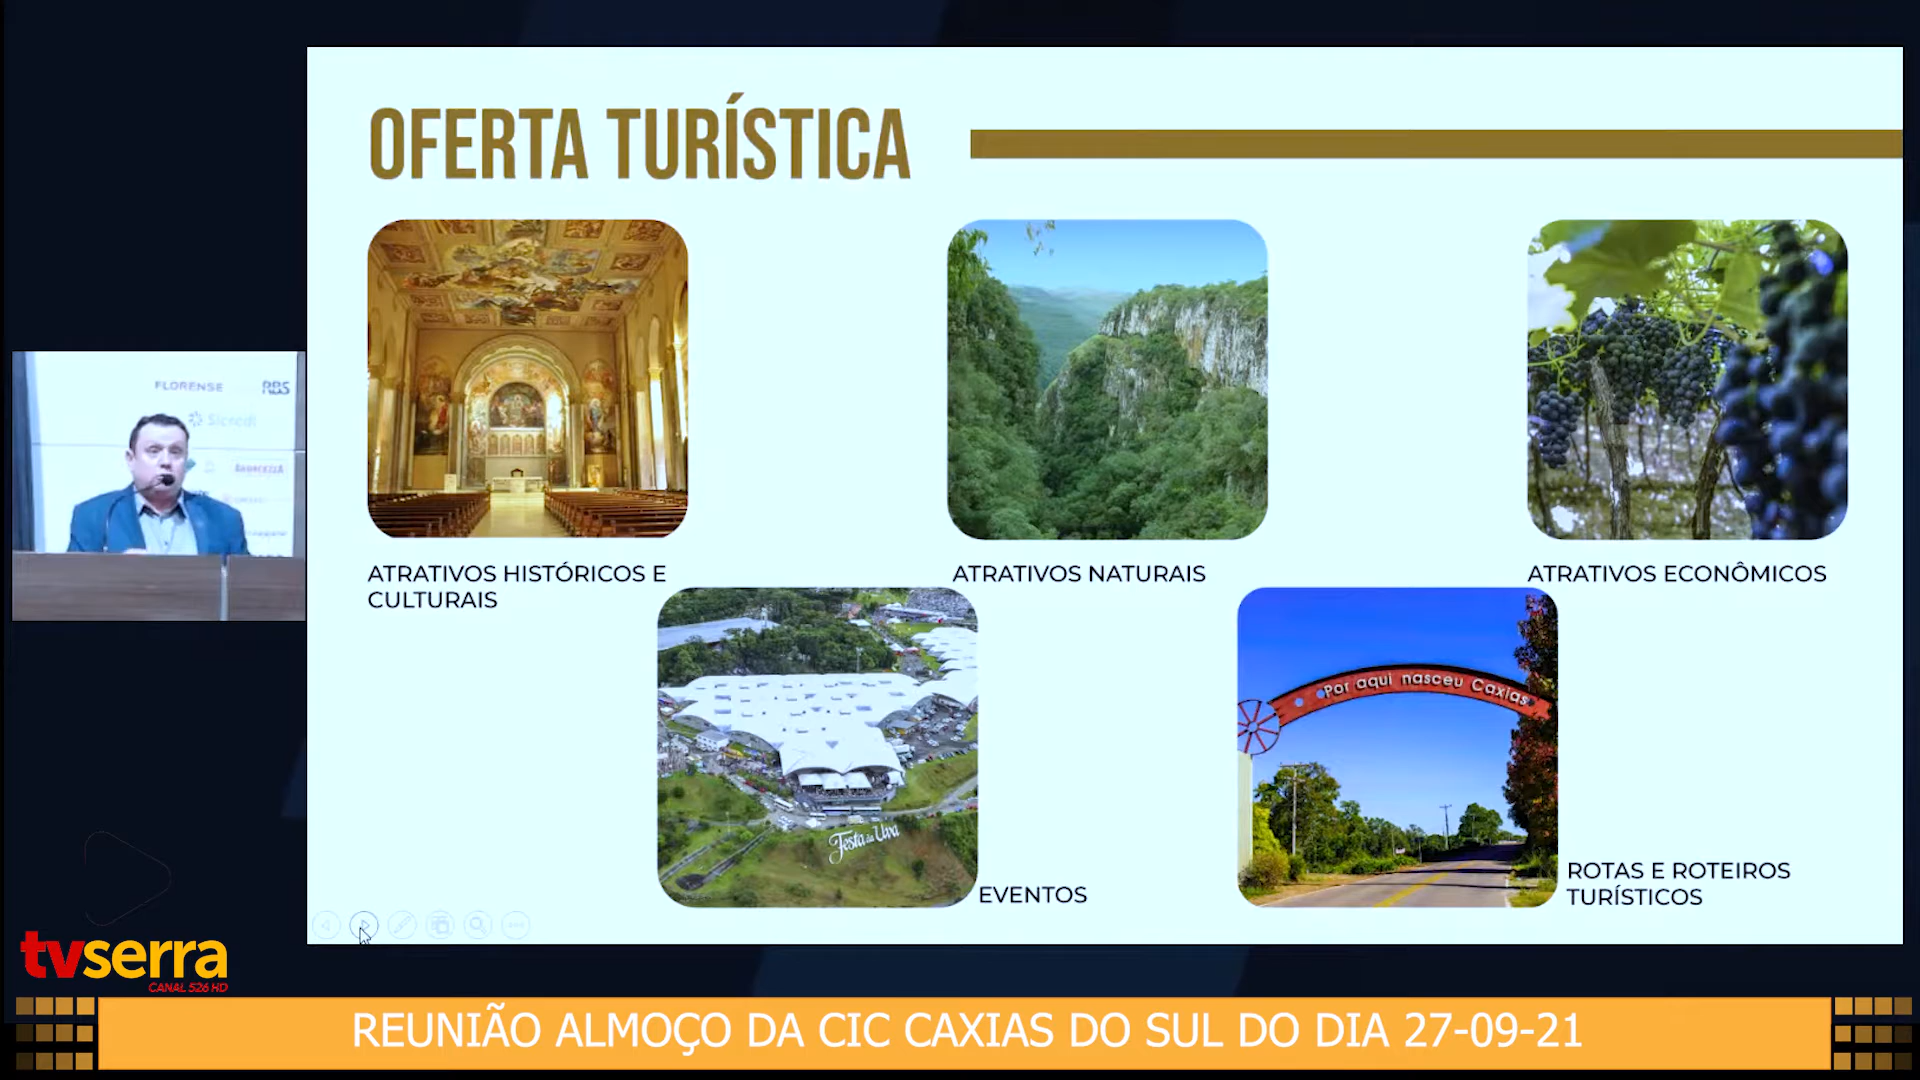 OFERTA TURÍSTICA
FLORENSE
RBS
Sicredi
ATRATIVOS HISTÓRICOS E
CULTURAIS
ATRATIVOS NATURAIS
ATRATIVOS ECONÔMICOS
Por aqui nasceu Caxias
Festa da Uva
EVENTOS
ROTAS E ROTEIROS
TURÍSTICOS
tvserra
CANAL 526 HD
REUNIÃO ALMOÇO DA CIC CAXIAS DO SUL DO DIA 27-09-21